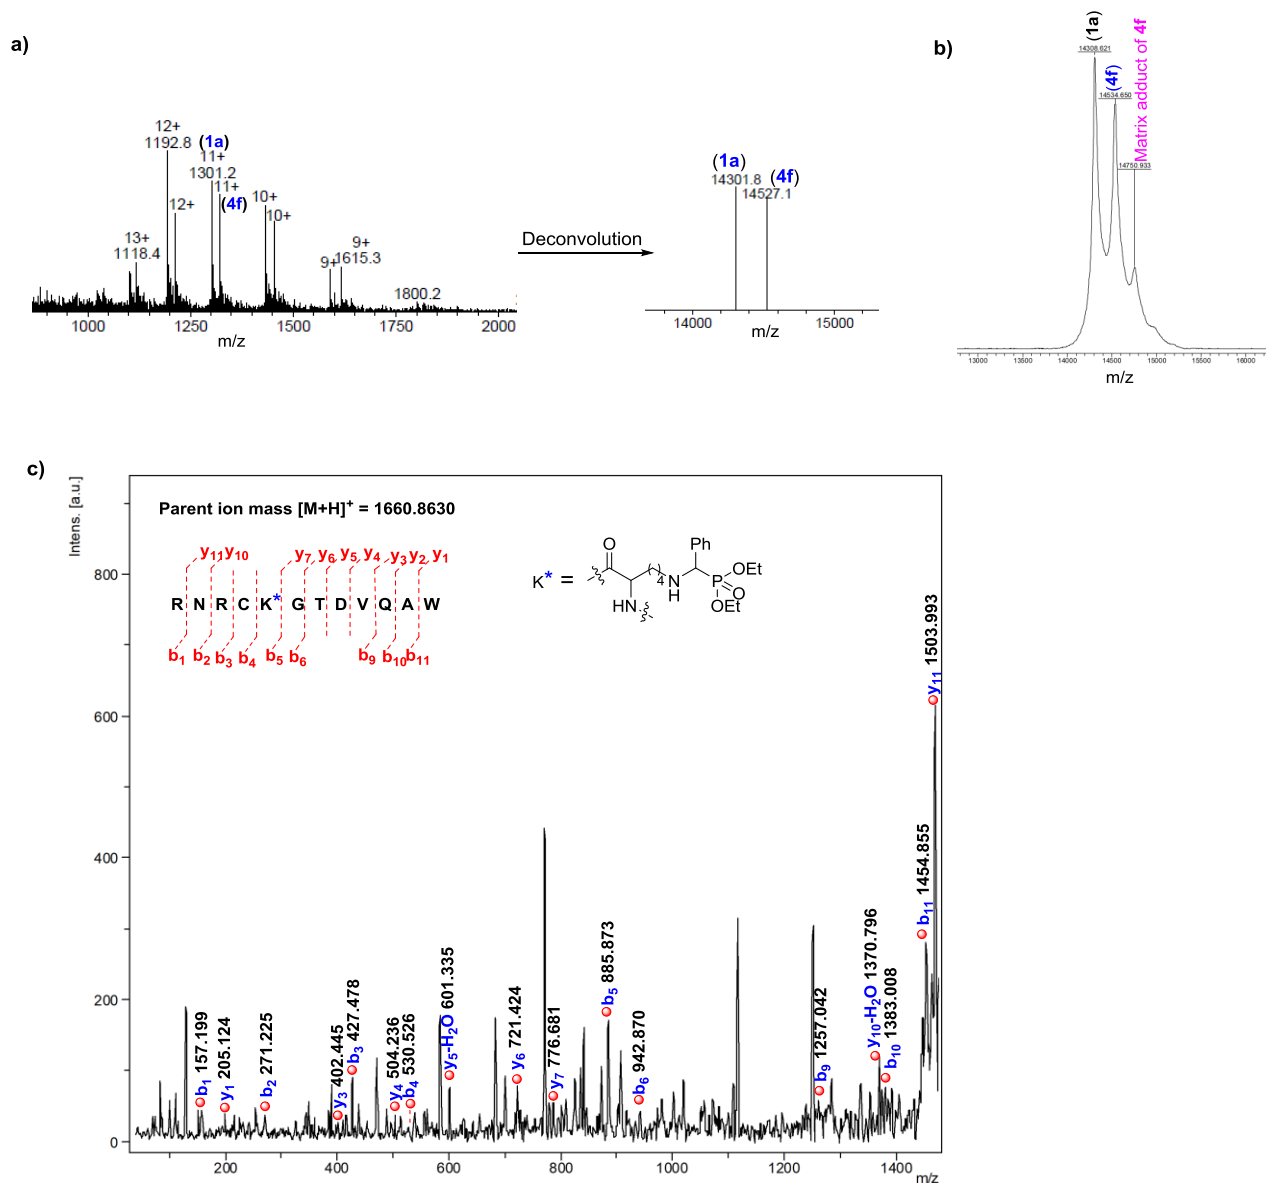 a)
12+
1192.8
(1a)
11+
1301.2
11+
(4f)
12+
10+
10+
13+
1118.4
9+
9+
1615.3
1800.2
1000
1250
1500
1750
2000
m/z
Deconvolution
(1a)
14301.8
(4f)
14527.1
14000
15000
m/z
b)
(1a)
14308.621
(4f)
14534.650
Matrix adduct of 4f
14750.933
13000
13500
14000
14500
15000
15500
16000
m/z
c)
Intens. [a.u.]
Parent ion mass [M+H]+ = 1660.8630
y11 y10 y7 y6 y5 y4 y3 y2 y1
R N R C K* G T D V Q A W
b1 b2 b3 b4 b5 b6 b9 b10 b11
K* =
O
HN
4
N
H
Ph
P
OEt
O
OEt
800
600
400
200
0
b1 157.199
y1 205.124
b2 271.225
y3 402.445
b3 427.478
y4 504.236
b4 530.526
y5-H2O 601.335
y6 721.424
y7 776.681
b5 885.873
b6 942.870
b9 1257.042
y10-H2O 1370.796
b10 1383.008
b11 1454.855
y11 1503.993
200
400
600
800
1000
1200
1400
m/z